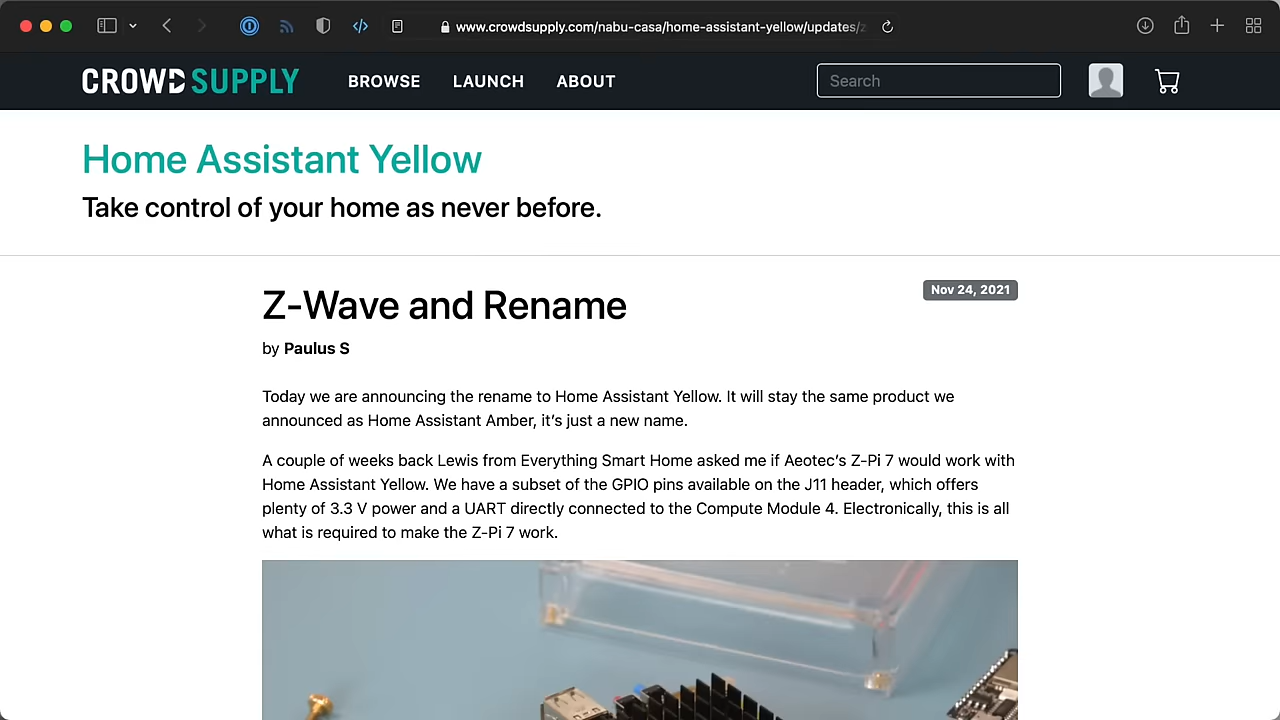 www.crowdsupply.com/nabu-casa/home-assistant-yellow/updates/
CROWD SUPPLY BROWSE LAUNCH ABOUT Search
Home Assistant Yellow
Take control of your home as never before.
Z-Wave and Rename
Nov 24, 2021
by Paulus S
Today we are announcing the rename to Home Assistant Yellow. It will stay the same product we
announced as Home Assistant Amber, it’s just a new name.
A couple of weeks back Lewis from Everything Smart Home asked me if Aeotec’s Z-Pi 7 would work with
Home Assistant Yellow. We have a subset of the GPIO pins available on the J11 header, which offers
plenty of 3.3 V power and a UART directly connected to the Compute Module 4. Electronically, this is all
what is required to make the Z-Pi 7 work.